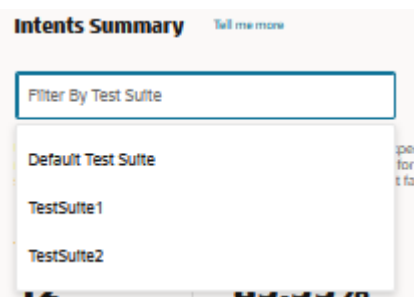 Intents Summary Tell me more
Filter By Test Suite
Default Test Suite
TestSuite1
TestSuite2